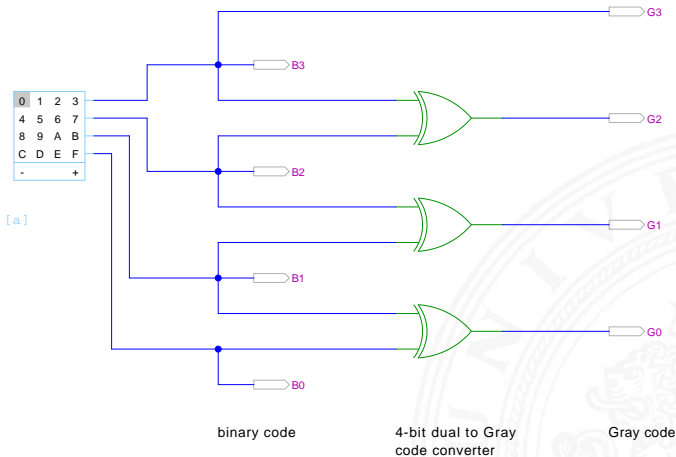 G3
B3
0 1 2 3
4 5 6 7
8 9 A B
C D E F
- +
[a]
G2
B2
G1
B1
G0
B0
binary code
4-bit dual to Gray
code converter
Gray code
U N I V